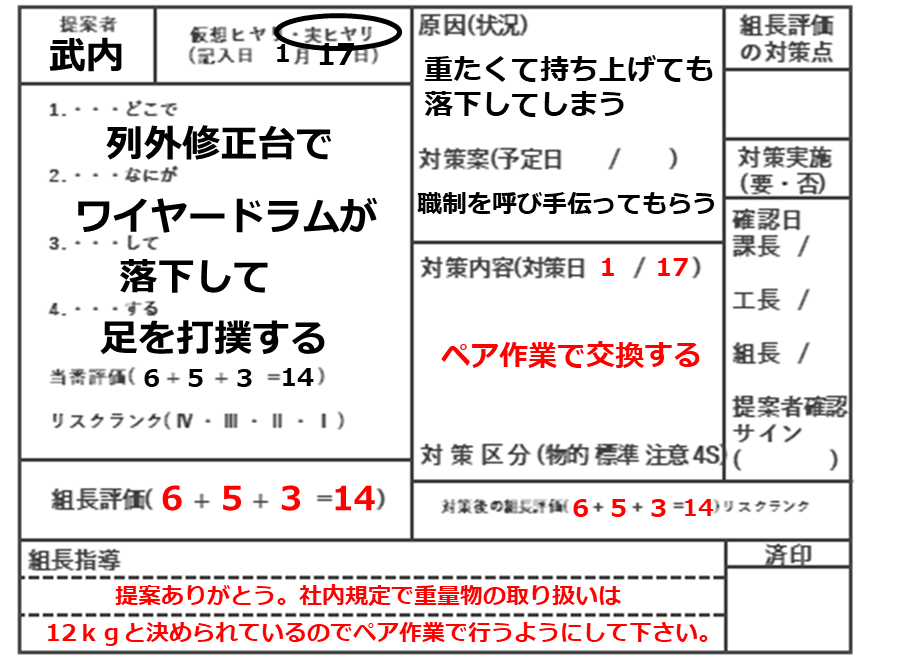 提案者
武内
仮想ヒヤリ・実ヒヤリ
(記入日 1月17日)
1.・・・どこで
列外修正台で
2.・・・なにが
ワイヤードラムが
3.・・・して
落下して
4.・・・する
足を打撲する
当番評価( 6 + 5 + 3 =14 )
リスクランク(Ⅳ ・ Ⅲ ・ Ⅱ ・ Ⅰ )
組長評価( 6 + 5 + 3 =14)
原因(状況)
重たくて持ち上げても
落下してしまう
対策案(予定日 / )
職制を呼び手伝ってもらう
対策内容(対策日 1 / 17 )
ペア作業で交換する
対策区分(物的 標準 注意 4S)
対策後の組長評価( 6 + 5 + 3 =14)リスクランク
組長評価
の対策点
対策実施
(要・否)
確認日
課長 /
工長 /
組長 /
提案者確認
サイン
( )
組長指導
提案ありがとう。社内規定で重量物の取り扱いは
12ｋｇと決められているのでペア作業で行うようにして下さい。
済印